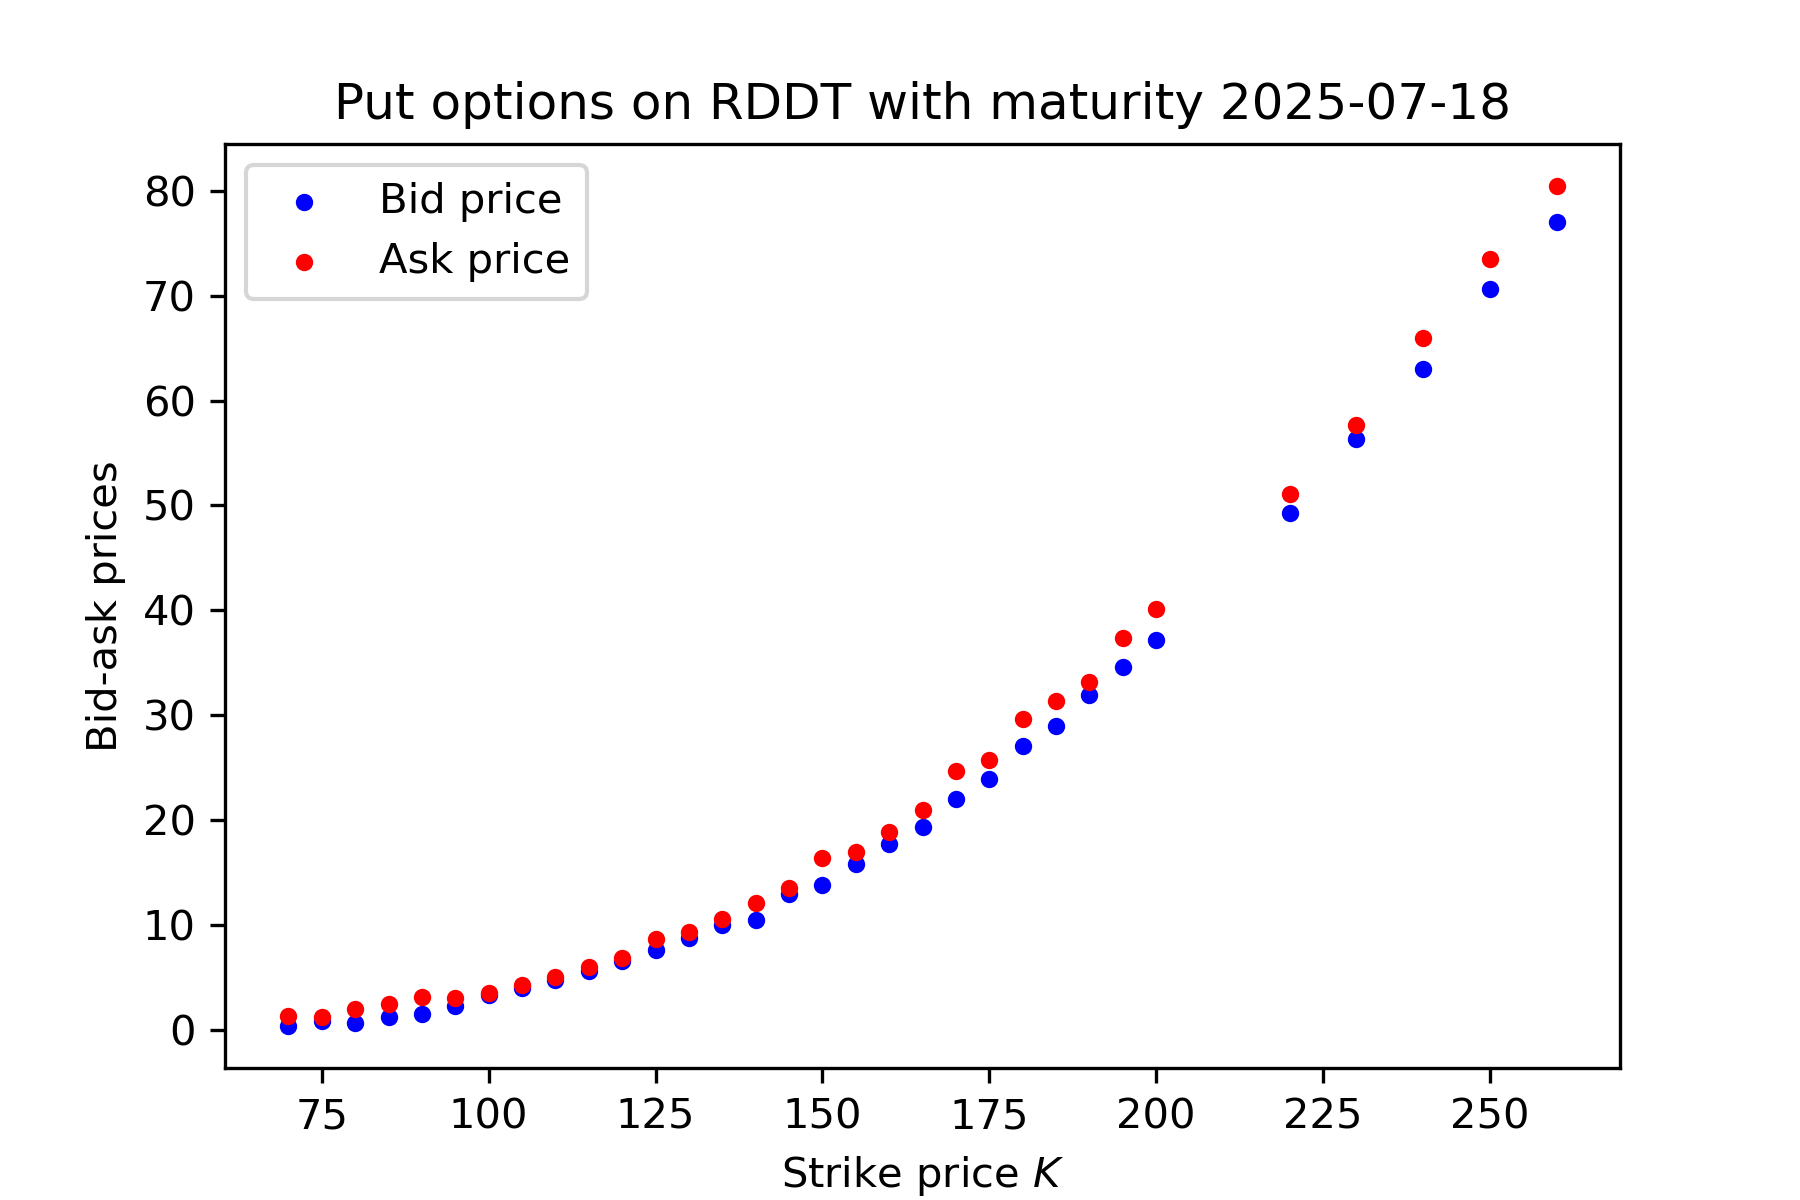 Put options on RDDT with maturity 2025-07-18
Bid price
Ask price
80
70
60
50
40
30
20
10
0
Bid-ask prices
75 100 125 150 175 200 225 250
Strike price K